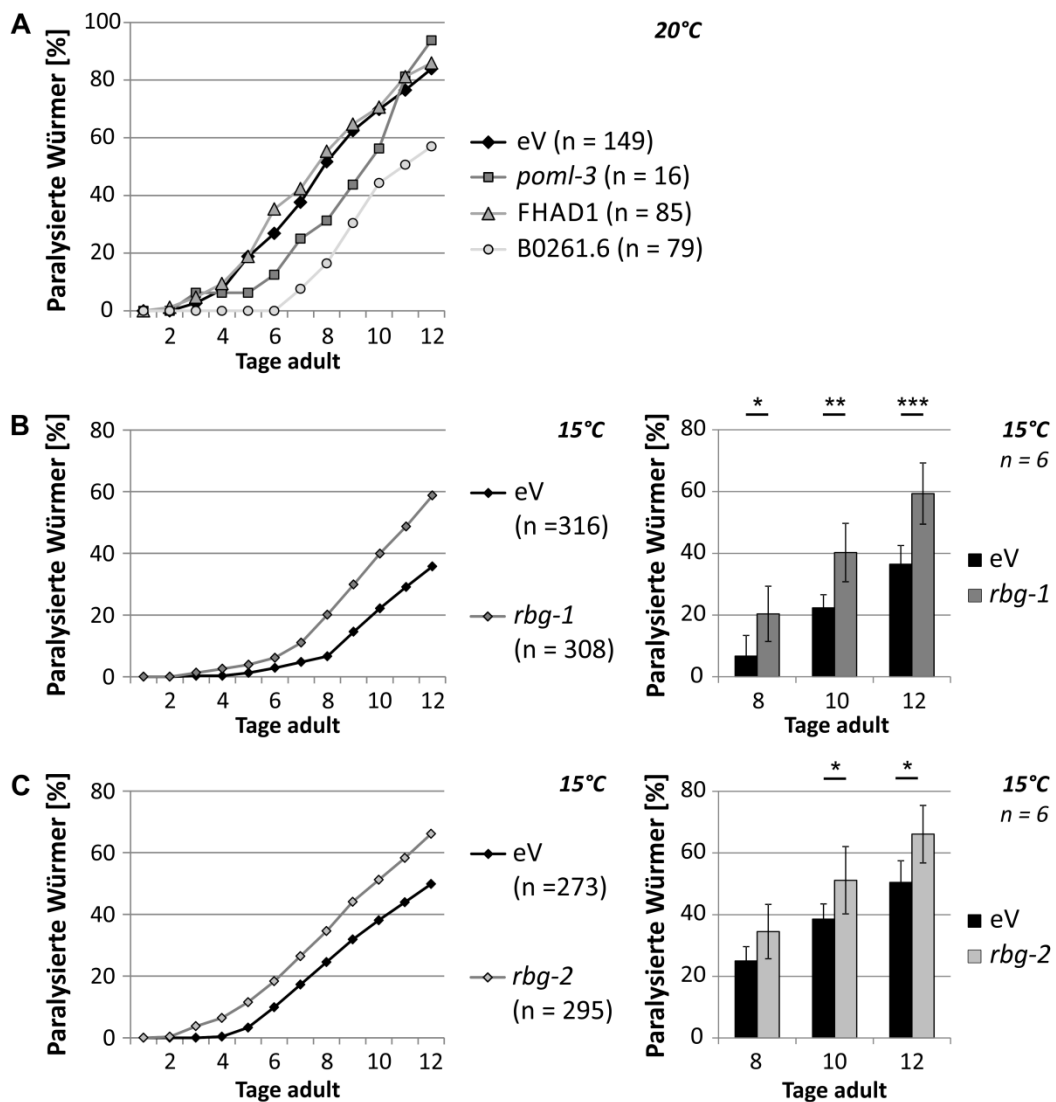 A
Paralysierte Würmer [%]
100
80
60
40
20
0
2 4 6 8 10 12
Tage adult
20°C
eV (n = 149)
poml-3 (n = 16)
FHAD1 (n = 85)
B0261.6 (n = 79)
B
Paralysierte Würmer [%]
80
60
40
20
0
2 4 6 8 10 12
Tage adult
15°C
eV
(n =316)
rbg-1
(n = 308)
Paralysierte Würmer [%]
80
60
40
20
0
* ** ***
8 10 12
Tage adult
15°C
n = 6
eV
rbg-1
C
Paralysierte Würmer [%]
80
60
40
20
0
2 4 6 8 10 12
Tage adult
15°C
eV
(n =273)
rbg-2
(n = 295)
Paralysierte Würmer [%]
80
60
40
20
0
* *
8 10 12
Tage adult
15°C
n = 6
eV
rbg-2